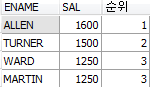 ENAME SAL 순위
ALLEN 1600 1
TURNER 1500 2
WARD 1250 3
MARTIN 1250 3